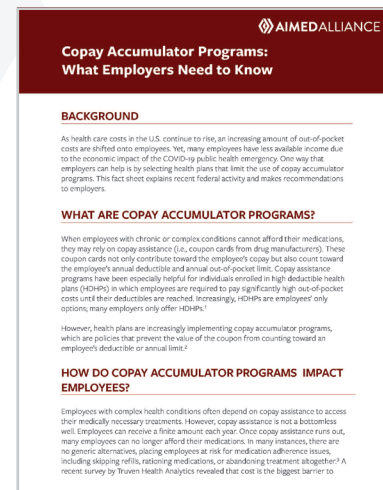 AIMEDALLIANCE
Copay Accumulator Programs:
What Employers Need to Know
BACKGROUND
As health care costs in the U.S. continue to rise, an increasing amount of out-of-pocket
costs are shifted onto employees. Yet, many employees have less available income due
to the economic impact of the COVID-19 public health emergency. One way that
employers can help is by selecting health plans that limit the use of copay accumulator
programs. This fact sheet explains recent federal activity and makes recommendations
to employers.
WHAT ARE COPAY ACCUMULATOR PROGRAMS?
When employees with chronic or complex conditions cannot afford their medications,
they may rely on copay assistance (i.e., coupon cards from drug manufacturers). These
coupon cards not only contribute toward the employee's copay but also count toward
the employee's annual deductible and annual out-of-pocket limit. Copay assistance
programs have been especially helpful for individuals enrolled in high deductible health
plans (HDHPs) in which employees are required to pay significantly high out-of-pocket
costs until their deductibles are reached. Increasingly, HDHPs are employees' only
options; many employers only offer HDHPs.¹
However, health plans are increasingly implementing copay accumulator programs,
which are policies that prevent the value of the coupon from counting toward an
employee's deductible or annual limit.²
HOW DO COPAY ACCUMULATOR PROGRAMS IMPACT
EMPLOYEES?
Employees with complex health conditions often depend on copay assistance to access
their medically necessary treatments. However, copay assistance is not a bottomless
well. Employees can receive a finite amount each year. Once copay assistance runs out,
many employees can no longer afford their medications. In many instances, there are
no generic alternatives, placing employees at risk for medication adherence issues,
including skipping refills, rationing medications, or abandoning treatment altogether.³ A
recent survey by Truven Health Analytics revealed that cost is the biggest barrier to